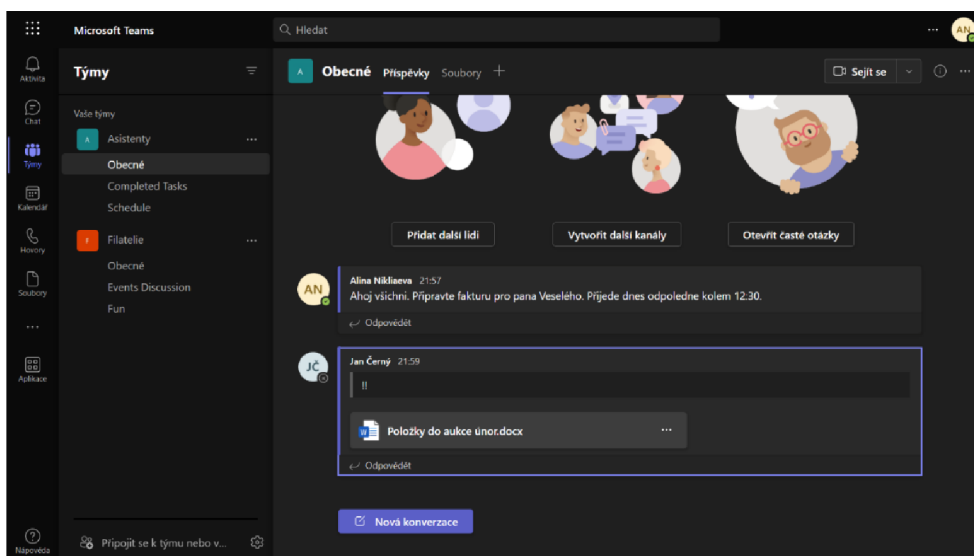 Microsoft Teams
Hledat
AN
Aktivita
Chat
Týmy
Kalendář
Hovory
Soubory
Aplikace
Nápověda
Týmy
Vaše týmy
A Asistenty
Obecné
Completed Tasks
Schedule
F Filatelie
Obecné
Events Discussion
Fun
Připojit se k týmu nebo v...
A Obecné Příspěvky Soubory
Sejít se
Přidat další lidi
Vytvořit další kanály
Otevřít časté otázky
AN
Alina Nikliaeva 21:57
Ahoj všichni. Připravte fakturu pro pana Veselého. Přijede dnes odpoledne kolem 12:30.
Odpovědět
JČ
Jan Černý 21:59
!!
Položky do aukce únor.docx
Odpovědět
Nová konverzace